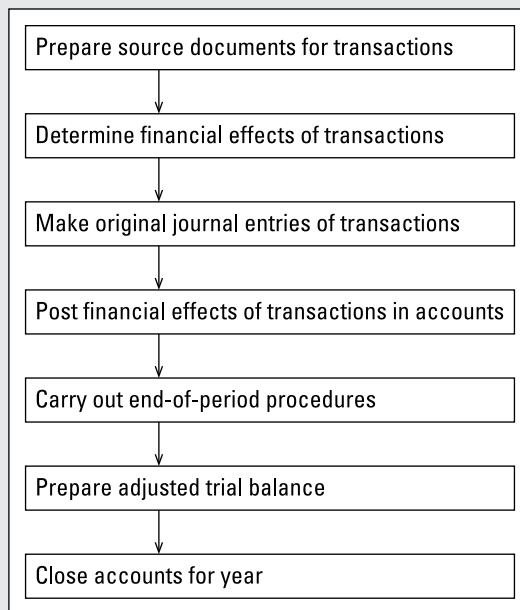 Prepare source documents for transactions
Determine financial effects of transactions
Make original journal entries of transactions
Post financial effects of transactions in accounts
Carry out end-of-period procedures
Prepare adjusted trial balance
Close accounts for year